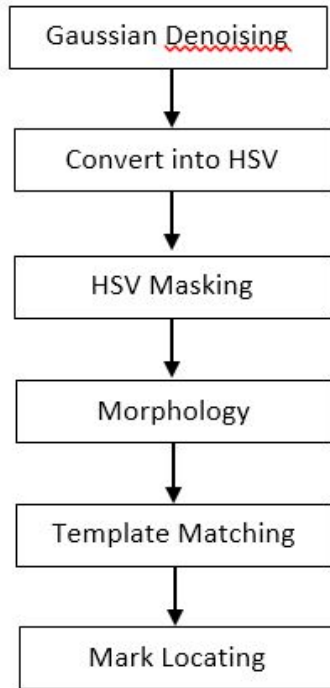 Gaussian Denoising
Convert into HSV
HSV Masking
Morphology
Template Matching
Mark Locating